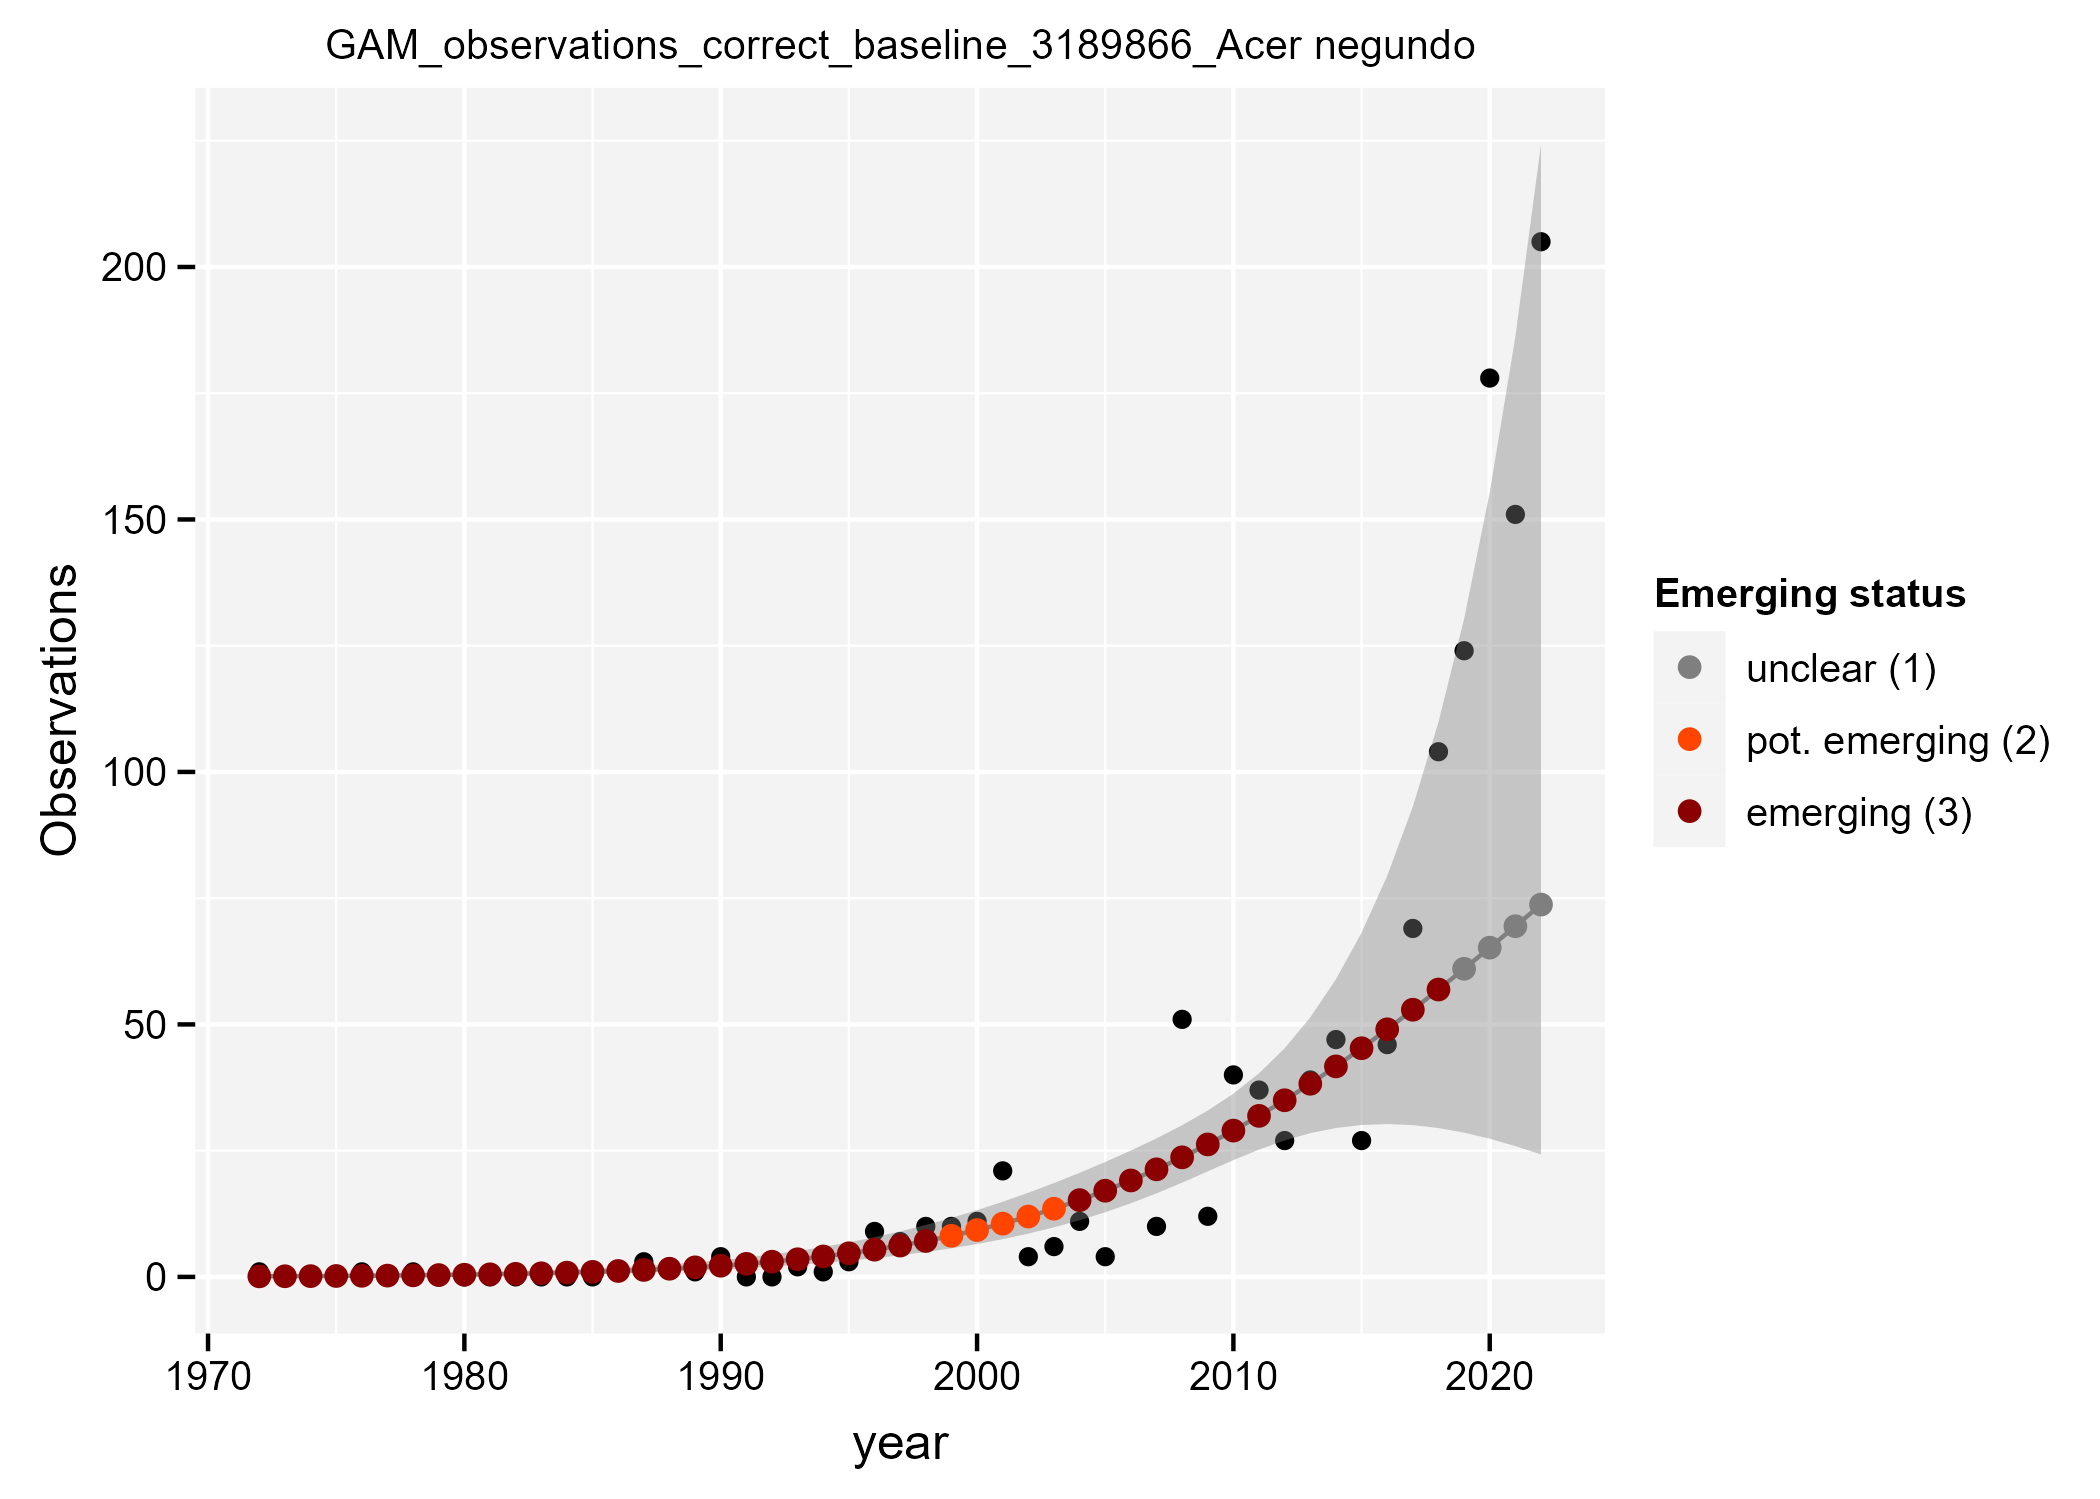 GAM_observations_correct_baseline_3189866_Acer negundo
Observations
200
150
100
50
0
1970 1980 1990 2000 2010 2020
year
Emerging status
unclear (1)
pot. emerging (2)
emerging (3)